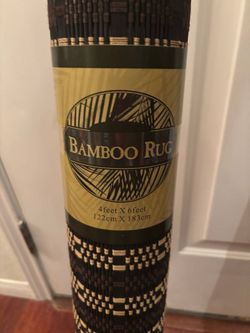 BAMBOO RUG
4feet X 6feet
122cm X 183cm